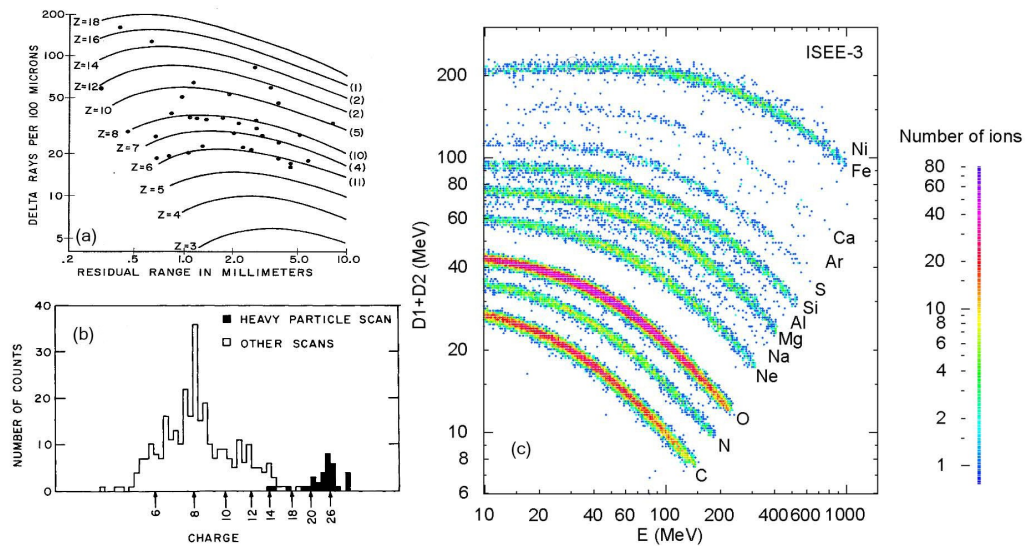 (a)
DELTA RAYS PER 100 MICRONS
200
100
50
20
10
5
Z=18
Z=16
Z=14
Z=12
Z=10
Z=8
Z=7
Z=6
Z=5
Z=4
Z=3
(1)
(2)
(2)
(5)
(10)
(4)
(11)
.2 .5 1.0 2.0 5.0 10.0
RESIDUAL RANGE IN MILLIMETERS
(b)
HEAVY PARTICLE SCAN
OTHER SCANS
NUMBER OF COUNTS
40
30
20
10
0
6 8 10 12 14 18 20 26
CHARGE
ISEE-3
(c)
D1+D2 (MeV)
200
100
80
60
40
20
10
8
6
Ni
Fe
Ca
Ar
S
Si
Al
Mg
Na
Ne
O
N
C
10 20 40 60 100 200 400 600 1000
E (MeV)
Number of ions
80
60
40
20
10
8
6
4
2
1